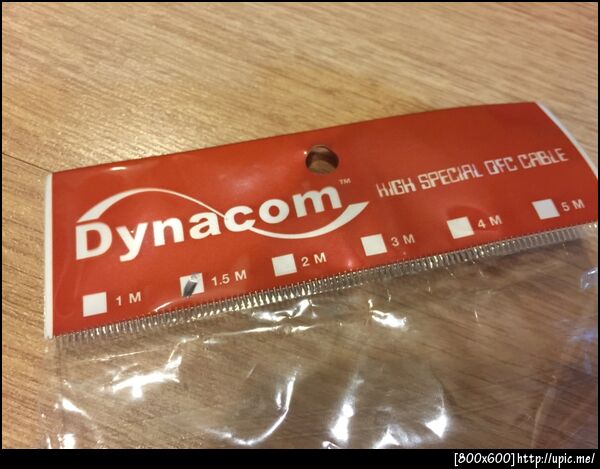 Dynacom™
HIGH SPECIAL OFC CABLE
1 M 1.5 M 2 M 3 M 4 M 5 M
[800x600]http://upic.me/